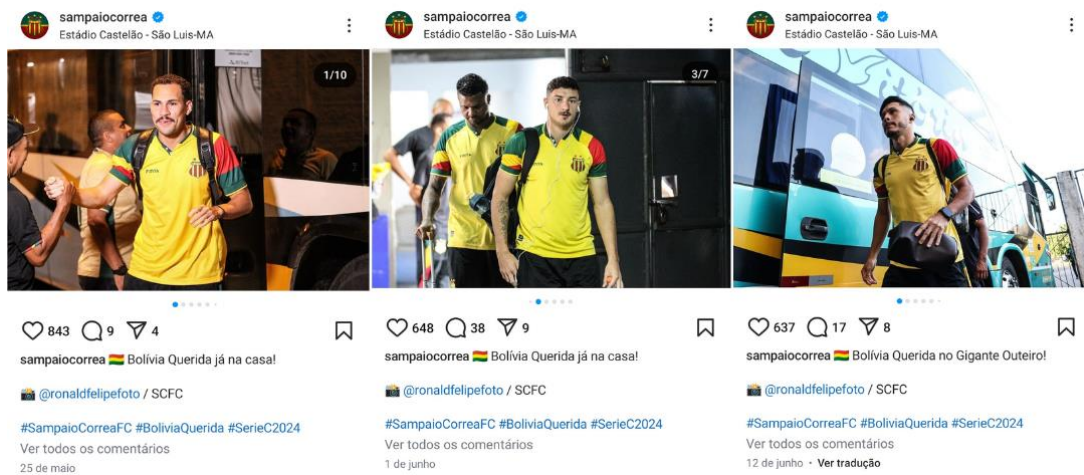 sampaiocorrea
Estádio Castelão - São Luis-MA
1/10
843 9 4
sampaiocorrea 🇧🇴 Bolívia Querida já na casa!
📸 @ronaldfelipefoto / SCFC
#SampaioCorreaFC #BoliviaQuerida #SerieC2024
Ver todos os comentários
25 de maio
sampaiocorrea
Estádio Castelão - São Luis-MA
3/7
648 38 9
sampaiocorrea 🇧🇴 Bolívia Querida já na casa!
📸 @ronaldfelipefoto / SCFC
#SampaioCorreaFC #BoliviaQuerida #SerieC2024
Ver todos os comentários
1 de junho
sampaiocorrea
Estádio Castelão - São Luis-MA
637 17 8
sampaiocorrea 🇧🇴 Bolívia Querida no Gigante Outeiro!
📸 @ronaldfelipefoto / SCFC
#SampaioCorreaFC #BoliviaQuerida #SerieC2024
Ver todos os comentários
12 de junho • Ver tradução